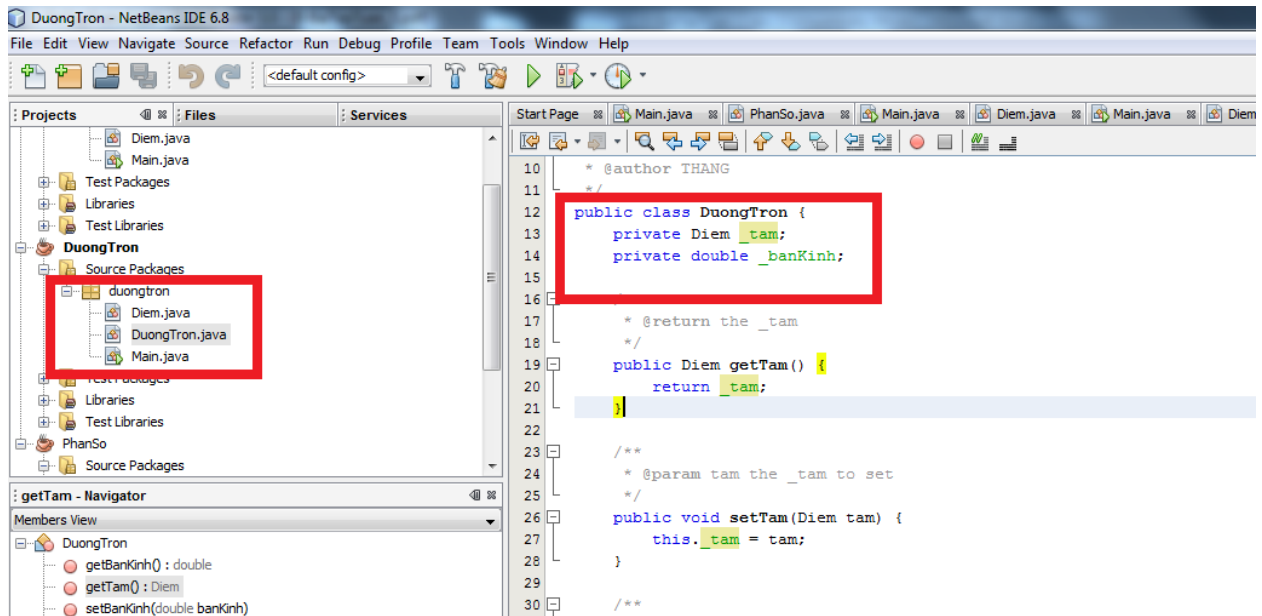 DuongTron - NetBeans IDE 6.8
File Edit View Navigate Source Refactor Run Debug Profile Team Tools Window Help
<default config>
Projects Files Services
Start Page Main.java PhanSo.java Main.java Diem.java Main.java Diem
Diem.java
Main.java
Test Packages
Libraries
Test Libraries
DuongTron
Source Packages
duongtron
Diem.java
DuongTron.java
Main.java
Test Packages
Libraries
Test Libraries
PhanSo
Source Packages
getTam - Navigator
Members View
DuongTron
getBanKinh() : double
getTam() : Diem
setBanKinh(double banKinh)
10 * @author THANG
11 */
12 public class DuongTron {
13 private Diem _tam;
14 private double _banKinh;
15
16
17 * @return the _tam
18 */
19 public Diem getTam() {
20 return _tam;
21 }
22
23 /**
24 * @param tam the _tam to set
25 */
26 public void setTam(Diem tam) {
27 this._tam = tam;
28 }
29
30 /**